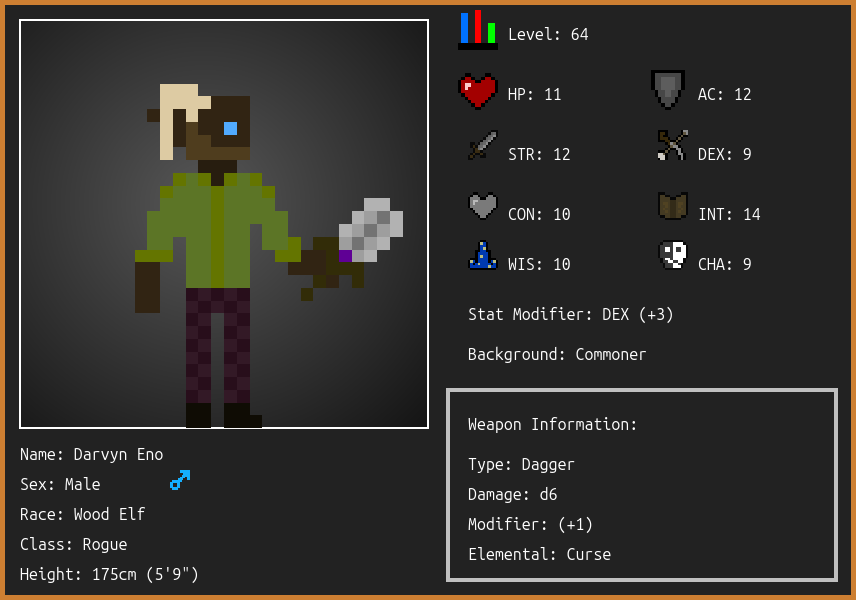 Level: 64
HP: 11
AC: 12
STR: 12
DEX: 9
CON: 10
INT: 14
WIS: 10
CHA: 9
Stat Modifier: DEX (+3)
Background: Commoner
Weapon Information:
Type: Dagger
Damage: d6
Modifier: (+1)
Elemental: Curse
Name: Darvyn Eno
Sex: Male
Race: Wood Elf
Class: Rogue
Height: 175cm (5'9")